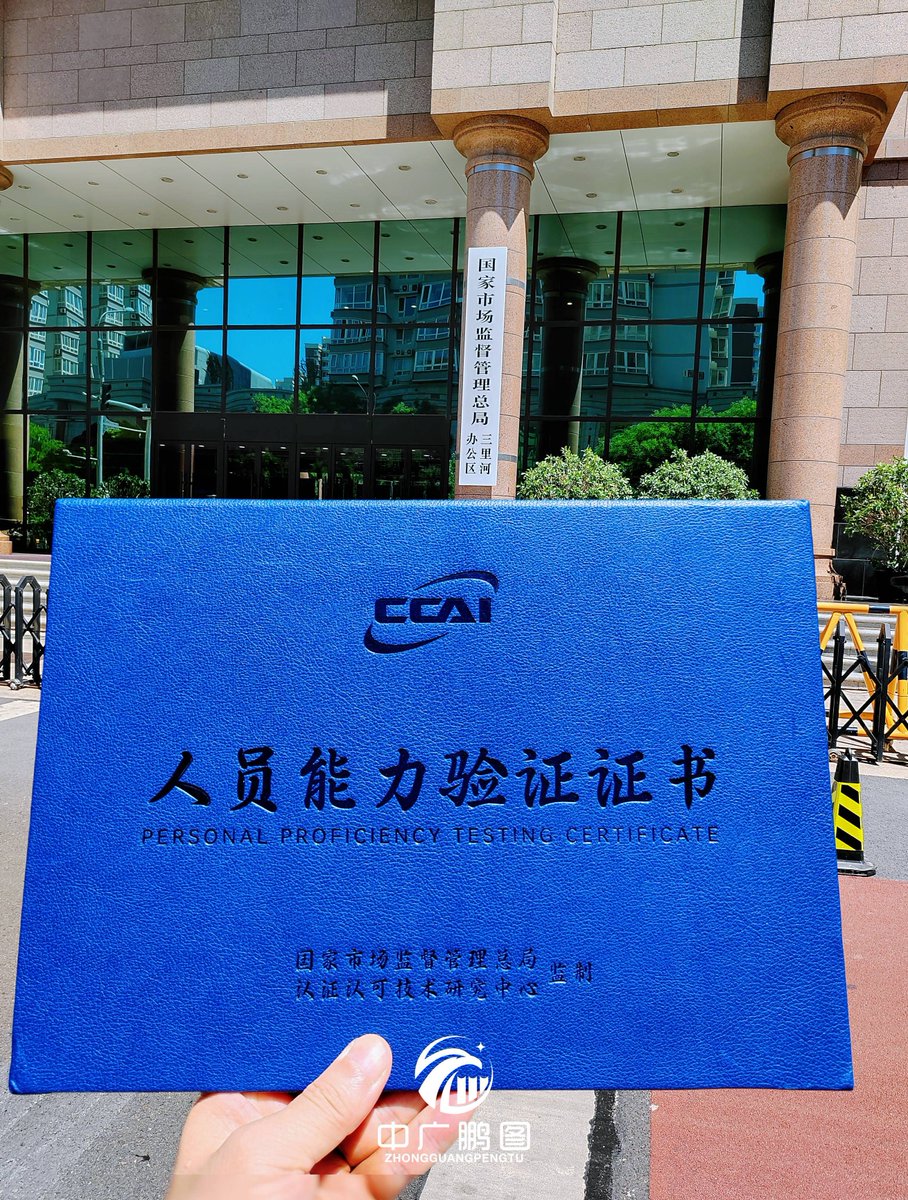 国家市场监督管理总局
三里河
办公区
CCAI
人员能力验证证书
PERSONAL PROFICIENCY TESTING CERTIFICATE
国家市场监督管理总局
认证认可技术研究中心
监制
中广鹏图
ZHONGGUANGPENGTU